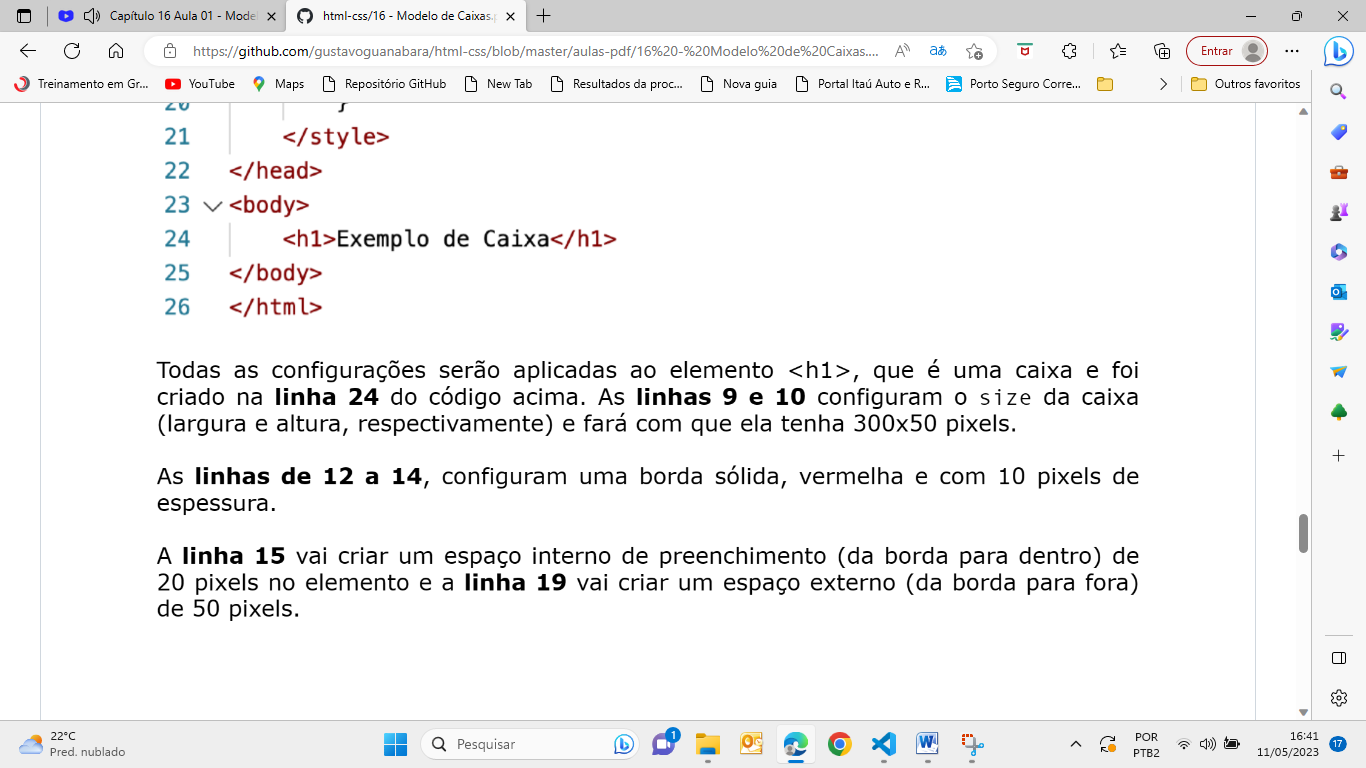 Capítulo 16 Aula 01 - Model
html-css/16 - Modelo de Caixas.p
https://github.com/gustavoguanabara/html-css/blob/master/aulas-pdf/16%20-%20Modelo%20de%20Caixas....
Entrar
Treinamento em Gr...
YouTube
Maps
Repositório GitHub
New Tab
Resultados da proc...
Nova guia
Portal Itaú Auto e R...
Porto Seguro Corre...
Outros favoritos
20 }
21 </style>
22 </head>
23 <body>
24 <h1>Exemplo de Caixa</h1>
25 </body>
26 </html>
Todas as configurações serão aplicadas ao elemento <h1>, que é uma caixa e foi
criado na linha 24 do código acima. As linhas 9 e 10 configuram o size da caixa
(largura e altura, respectivamente) e fará com que ela tenha 300x50 pixels.
As linhas de 12 a 14, configuram uma borda sólida, vermelha e com 10 pixels de
espessura.
A linha 15 vai criar um espaço interno de preenchimento (da borda para dentro) de
20 pixels no elemento e a linha 19 vai criar um espaço externo (da borda para fora)
de 50 pixels.
22°C
Pred. nublado
Pesquisar
1
POR
PTB2
16:41
11/05/2023
17